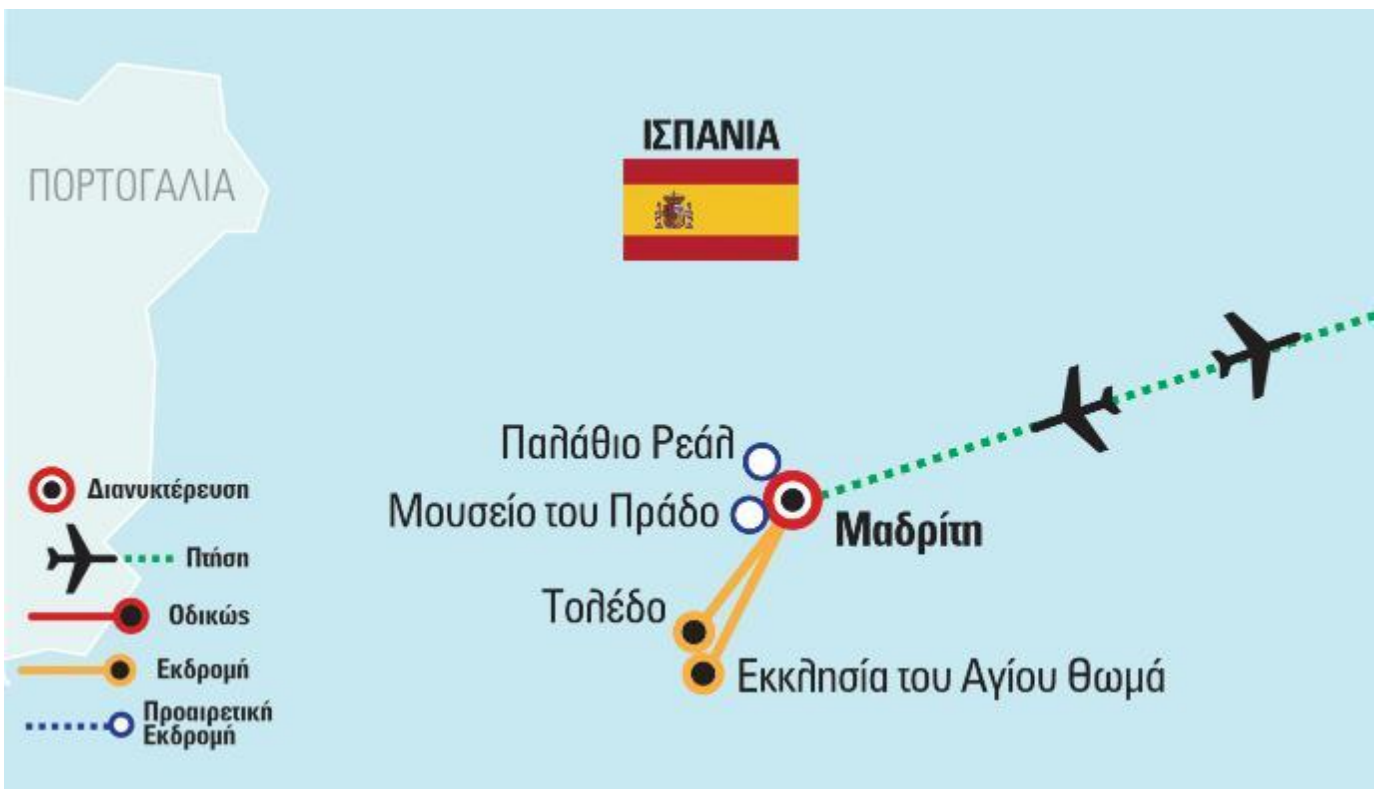 ΙΣΠΑΝΙΑ
ΠΟΡΤΟΓΑΛΙΑ
Παλάθιο Ρεάλ
Μουσείο του Πράδο
Μαδρίτη
Τολέδο
Εκκλησία του Αγίου Θωμά
Διανυκτέρευση
Πτήση
Οδικώς
Εκδρομή
Προαιρετική
Εκδρομή